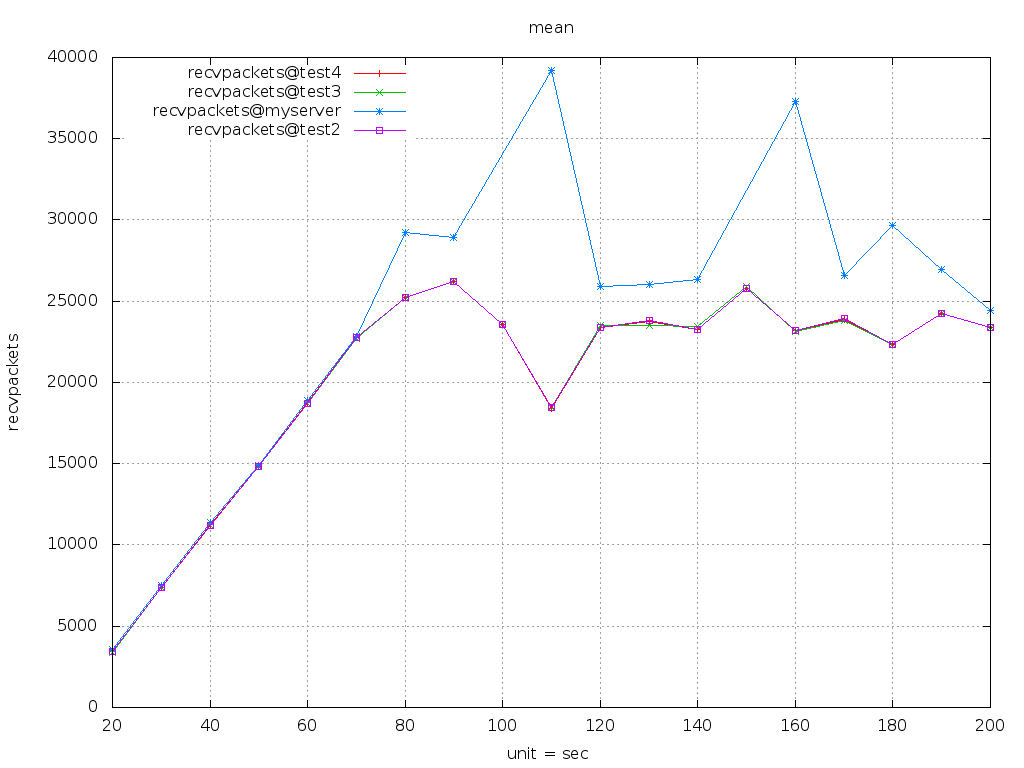 mean
40000
35000
30000
25000
20000
15000
10000
5000
0
recvpackets@test4
recvpackets@test3
recvpackets@myserver
recvpackets@test2
recvpackets
20 40 60 80 100 120 140 160 180 200
unit = sec